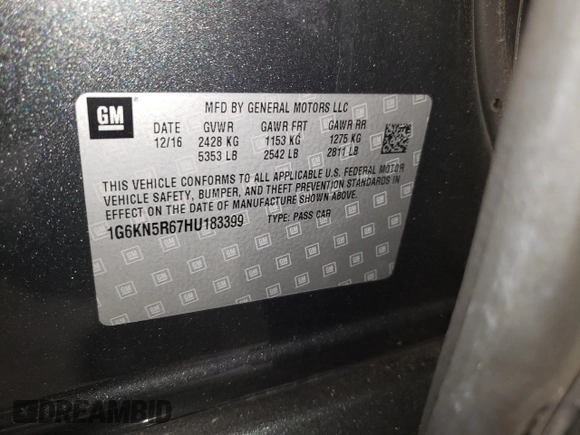 GM
MFD BY GENERAL MOTORS LLC
DATE GVWR GAWR FRT GAWR RR
12/16 2428 KG 1153 KG 1275 KG
5353 LB 2542 LB 2811 LB
THIS VEHICLE CONFORMS TO ALL APPLICABLE U.S. FEDERAL MOTOR
VEHICLE SAFETY, BUMPER, AND THEFT PREVENTION STANDARDS IN
EFFECT ON THE DATE OF MANUFACTURE SHOWN ABOVE.
1G6KN5R67HU183399 TYPE: PASS CAR
DREAMBID